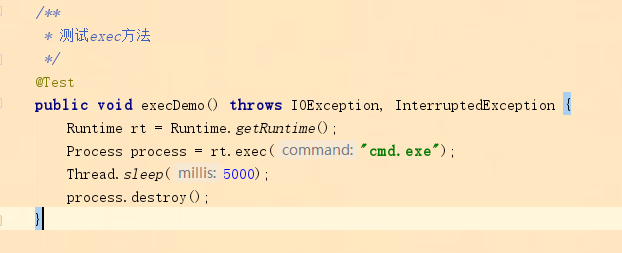 /**
 * 测试exec方法
 */
@Test
public void execDemo() throws IOException, InterruptedException {
    Runtime rt = Runtime.getRuntime();
    Process process = rt.exec( command: "cmd.exe");
    Thread.sleep( millis: 5000);
    process.destroy();
}